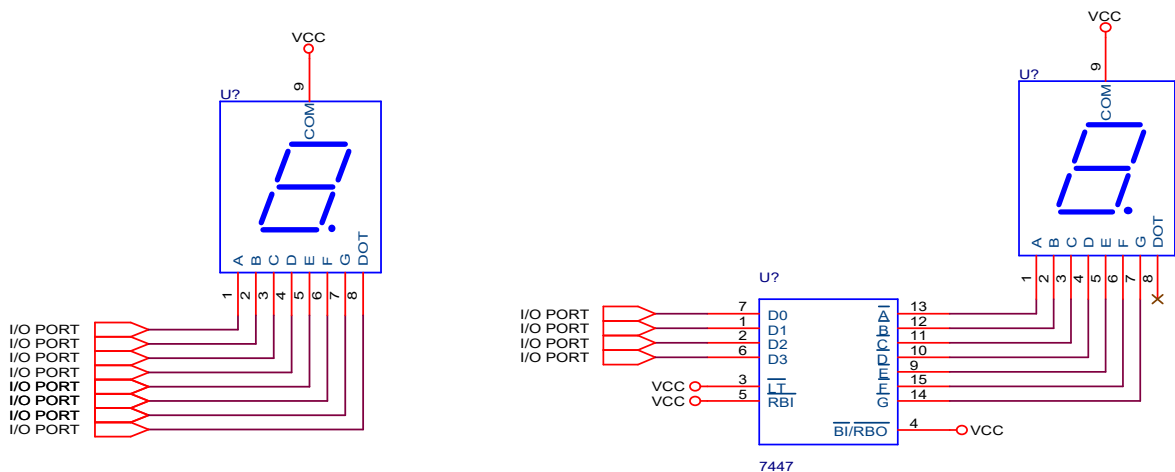 VCC
9
U?
COM
A B C D E F G DOT
1 2 3 4 5 6 7 8
I/O PORT
I/O PORT
I/O PORT
I/O PORT
I/O PORT
I/O PORT
I/O PORT
I/O PORT
VCC
9
U?
COM
A B C D E F G DOT
1 2 3 4 5 6 7 8
U?
I/O PORT 7 D0 A 13
I/O PORT 1 D1 B 12
I/O PORT 2 D2 C 11
I/O PORT 6 D3 D 10
E 9
VCC 3 LT F 15
VCC 5 RBI G 14
BI/RBO 4 VCC
7447